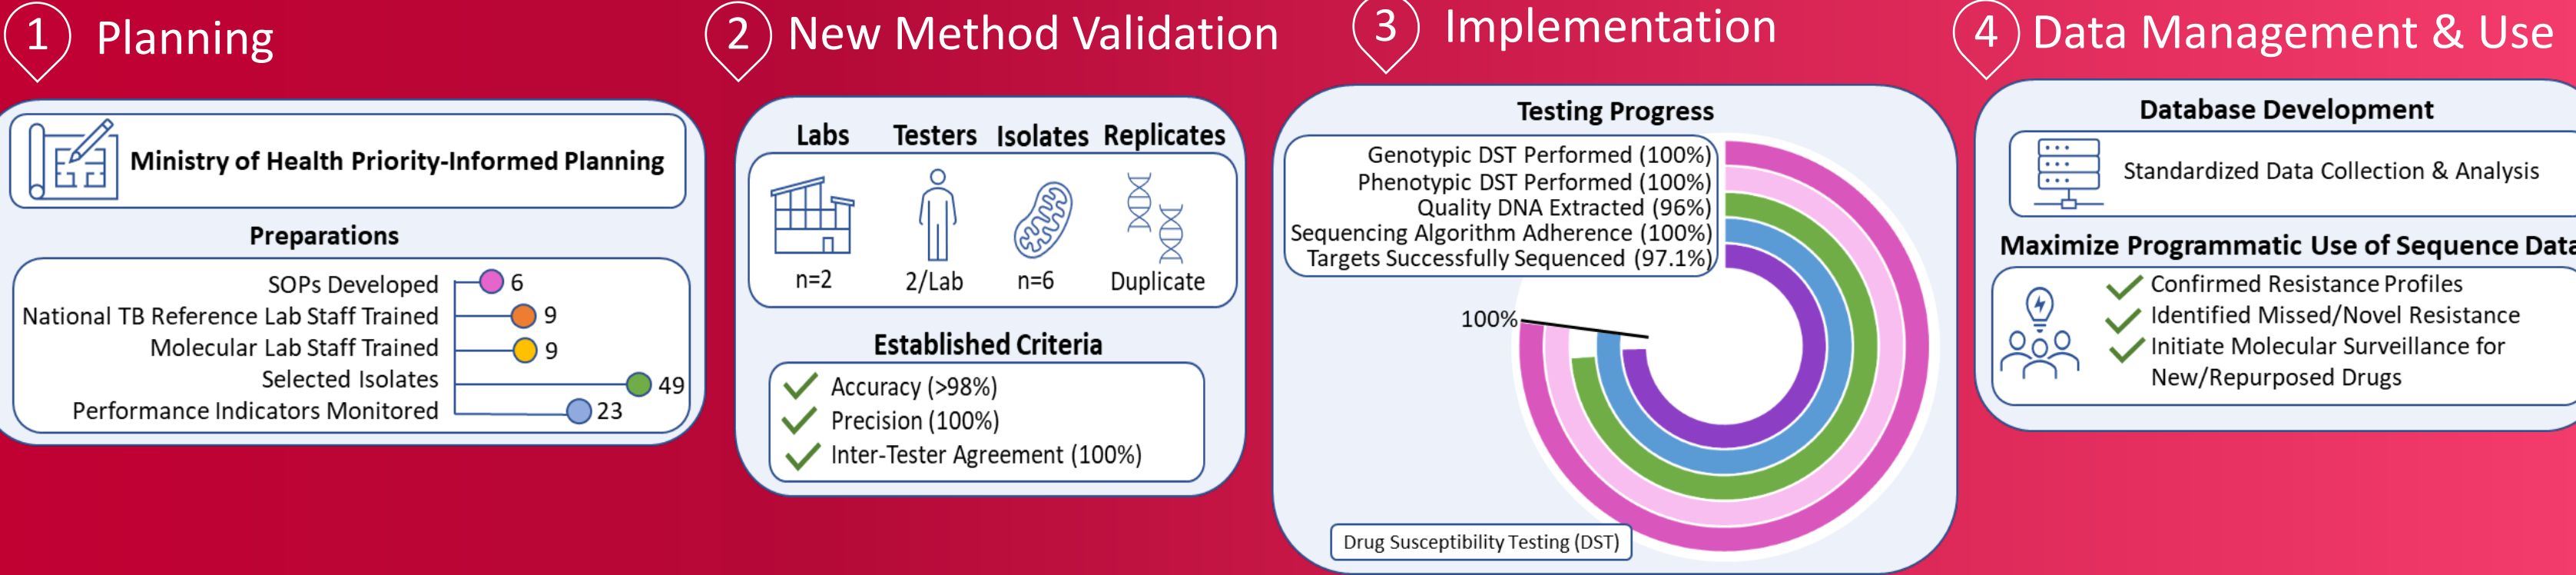 1 Planning
Ministry of Health Priority-Informed Planning
Preparations
SOPs Developed 6
National TB Reference Lab Staff Trained 9
Molecular Lab Staff Trained 9
Selected Isolates 49
Performance Indicators Monitored 23
2 New Method Validation
Labs Testers Isolates Replicates
n=2 2/Lab n=6 Duplicate
Established Criteria
Accuracy (>98%)
Precision (100%)
Inter-Tester Agreement (100%)
3 Implementation
Testing Progress
Genotypic DST Performed (100%)
Phenotypic DST Performed (100%)
Quality DNA Extracted (96%)
Sequencing Algorithm Adherence (100%)
Targets Successfully Sequenced (97.1%)
100%
Drug Susceptibility Testing (DST)
4 Data Management & Use
Database Development
Standardized Data Collection & Analysis
Maximize Programmatic Use of Sequence Data
Confirmed Resistance Profiles
Identified Missed/Novel Resistance
Initiate Molecular Surveillance for
New/Repurposed Drugs